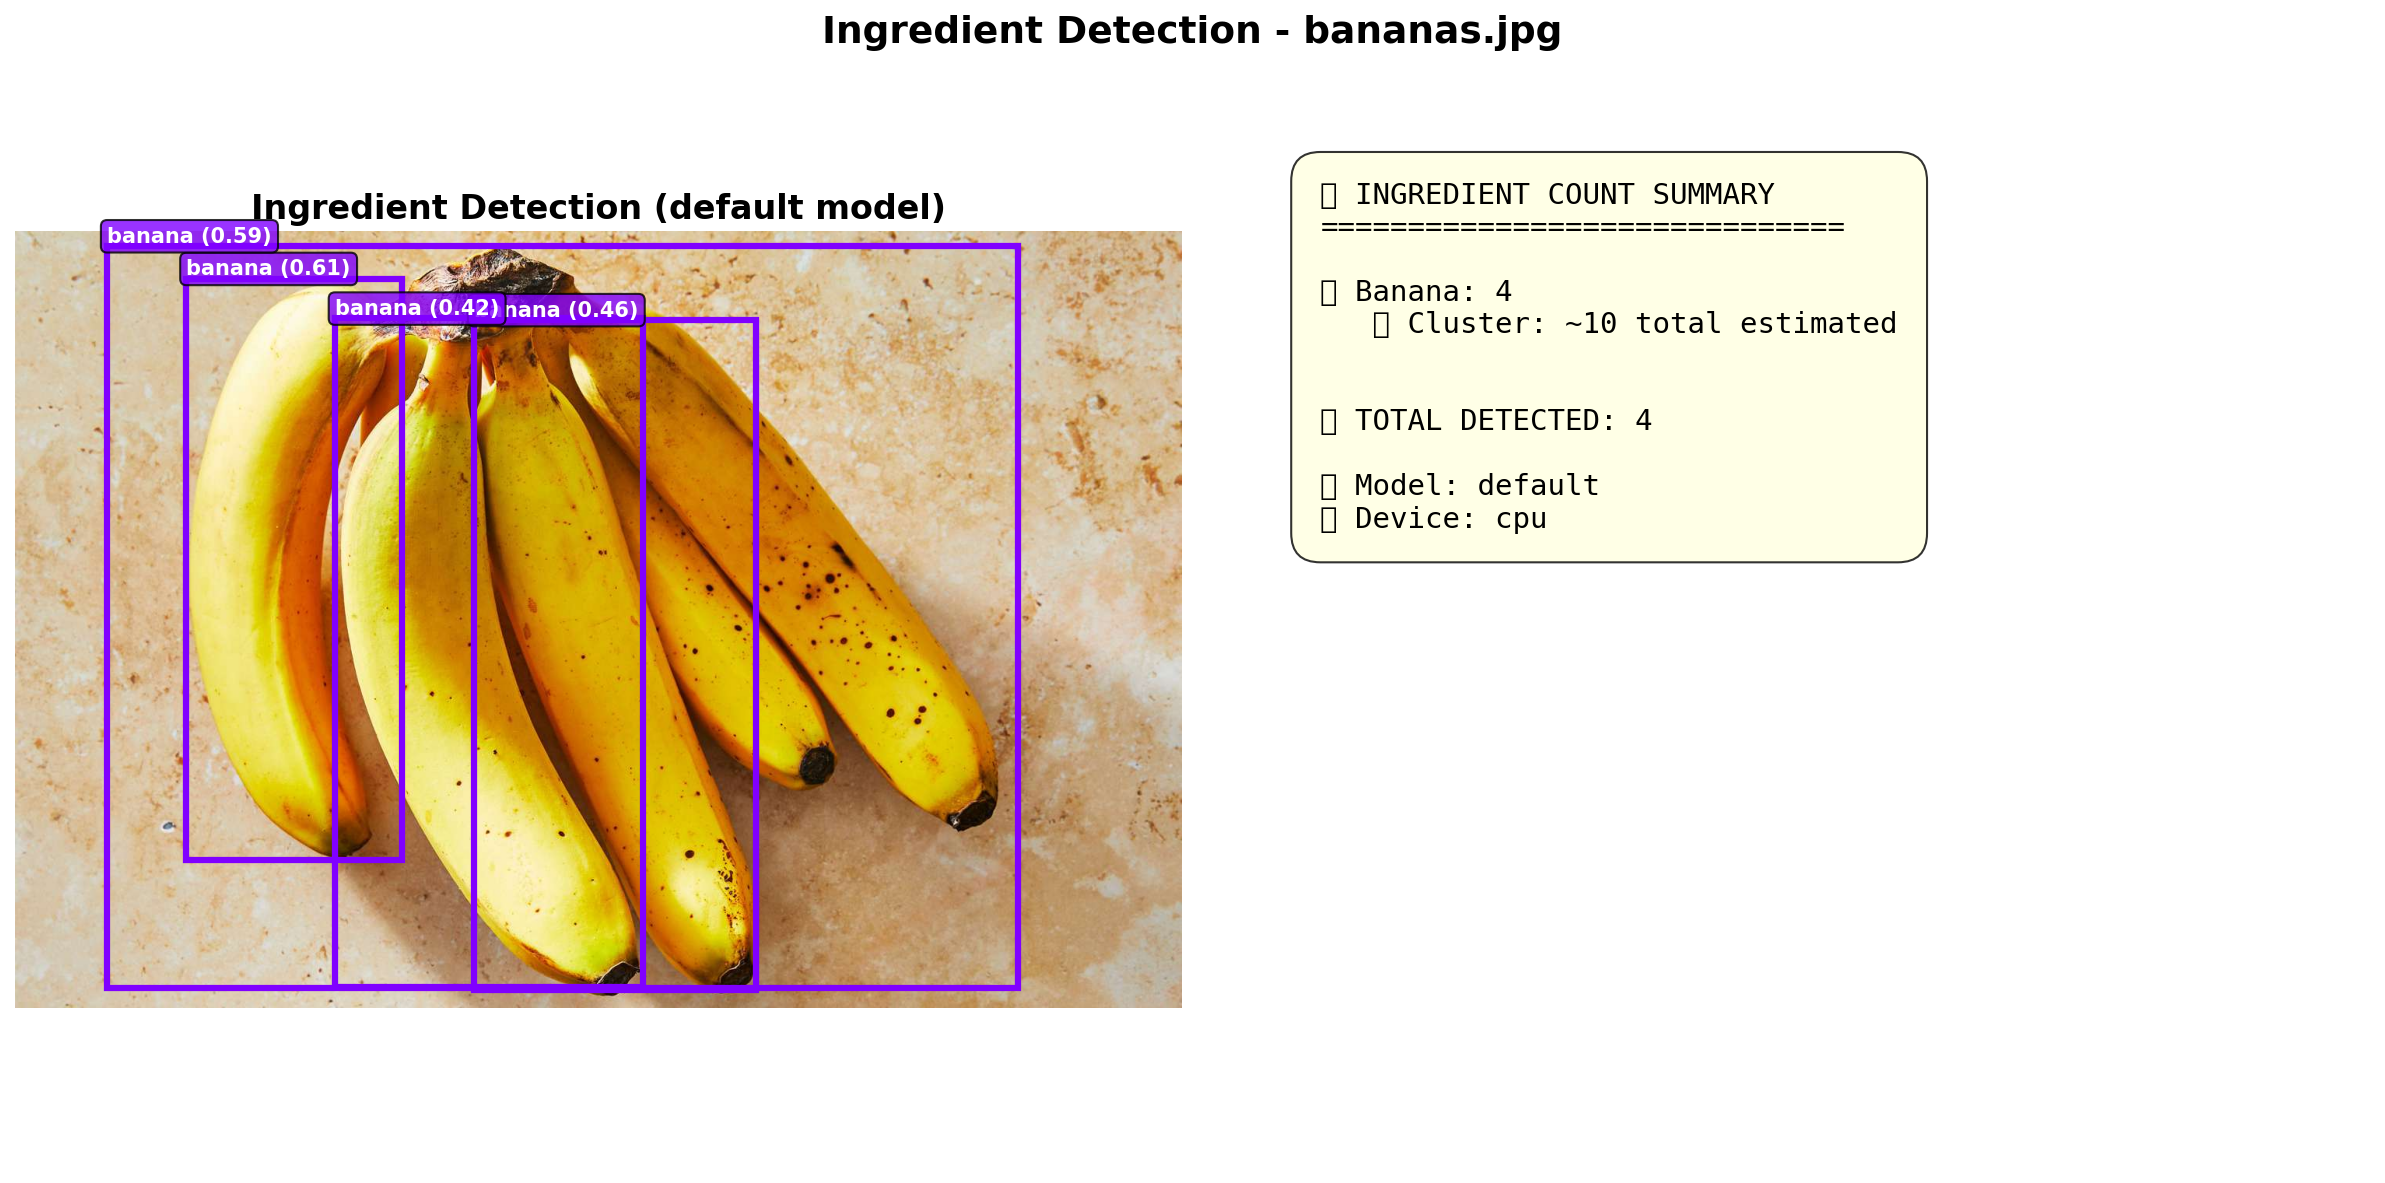 Ingredient Detection - bananas.jpg
Ingredient Detection (default model)
banana (0.59)
banana (0.61)
banana (0.42)
nana (0.46)
INGREDIENT COUNT SUMMARY
==============================
Banana: 4
Cluster: ~10 total estimated
TOTAL DETECTED: 4
Model: default
Device: cpu